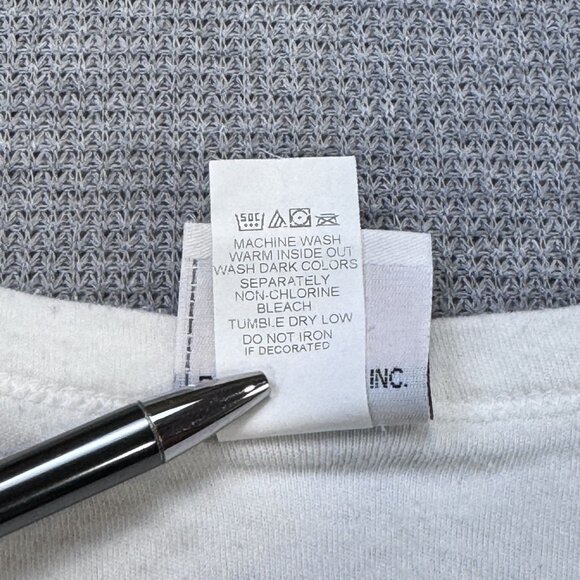 50C
MACHINE WASH
WARM INSIDE OUT
WASH DARK COLORS
SEPARATELY
NON-CHLORINE
BLEACH
TUMBLE DRY LOW
DO NOT IRON
IF DECORATED
INC.